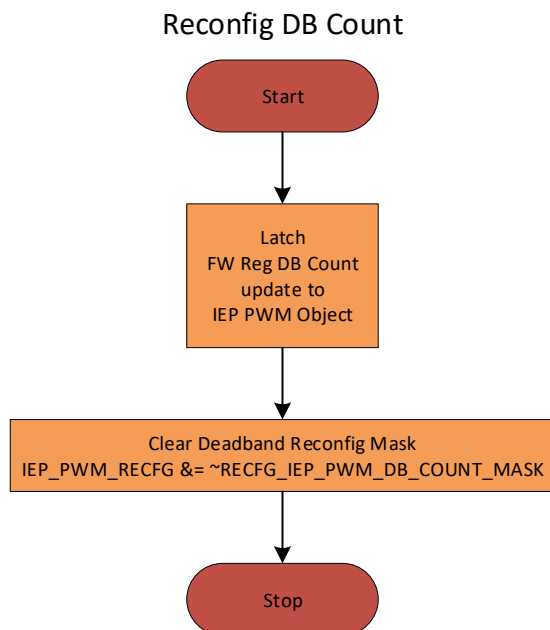 Reconfig DB Count
Start
Latch
FW Reg DB Count
update to
IEP PWM Object
Clear Deadband Reconfig Mask
IEP_PWM_RECFG &= ~RECFG_IEP_PWM_DB_COUNT_MASK
Stop